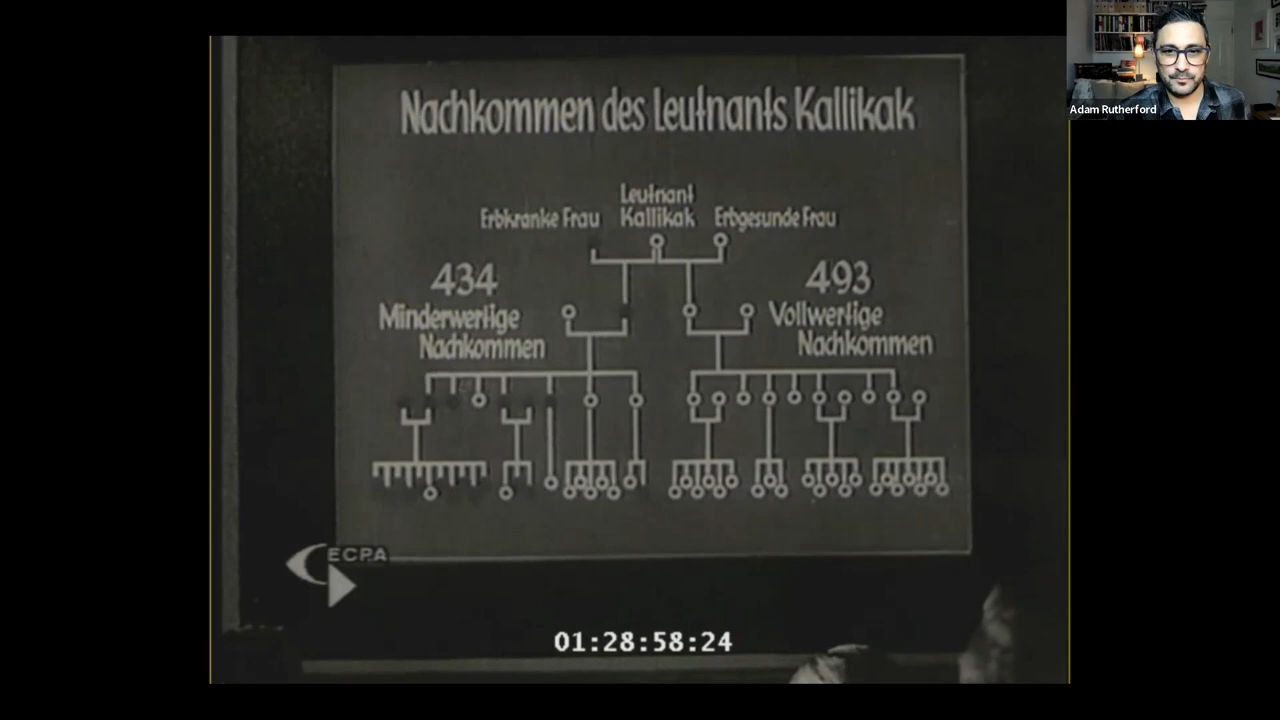 Nachkommen des Leutnants Kallikak
Leutnant
Kallikak
Erbkranke Frau
Erbgesunde Frau
434
Minderwertige
Nachkommen
493
Vollwertige
Nachkommen
ECPA
01:28:58:24
Adam Rutherford